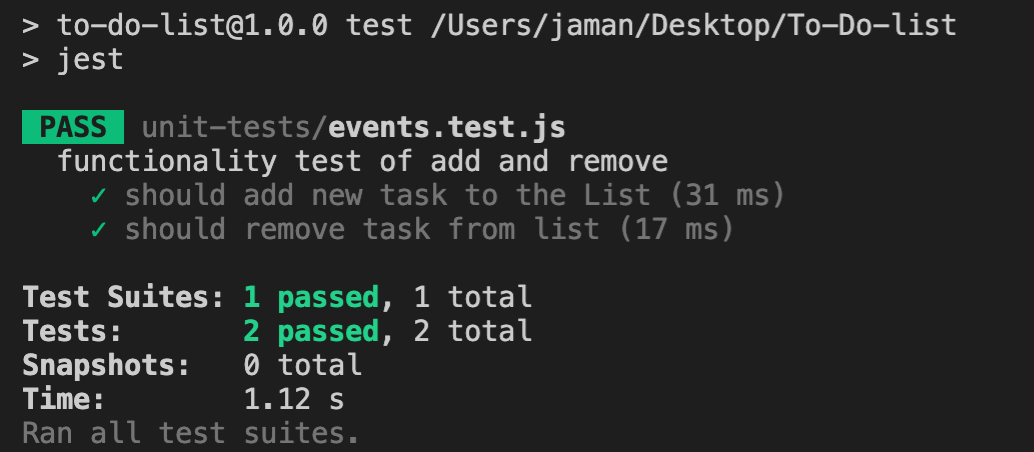 > to-do-list@1.0.0 test /Users/jaman/Desktop/To-Do-list
> jest
PASS unit-tests/events.test.js
functionality test of add and remove
✓ should add new task to the List (31 ms)
✓ should remove task from list (17 ms)
Test Suites: 1 passed, 1 total
Tests: 2 passed, 2 total
Snapshots: 0 total
Time: 1.12 s
Ran all test suites.